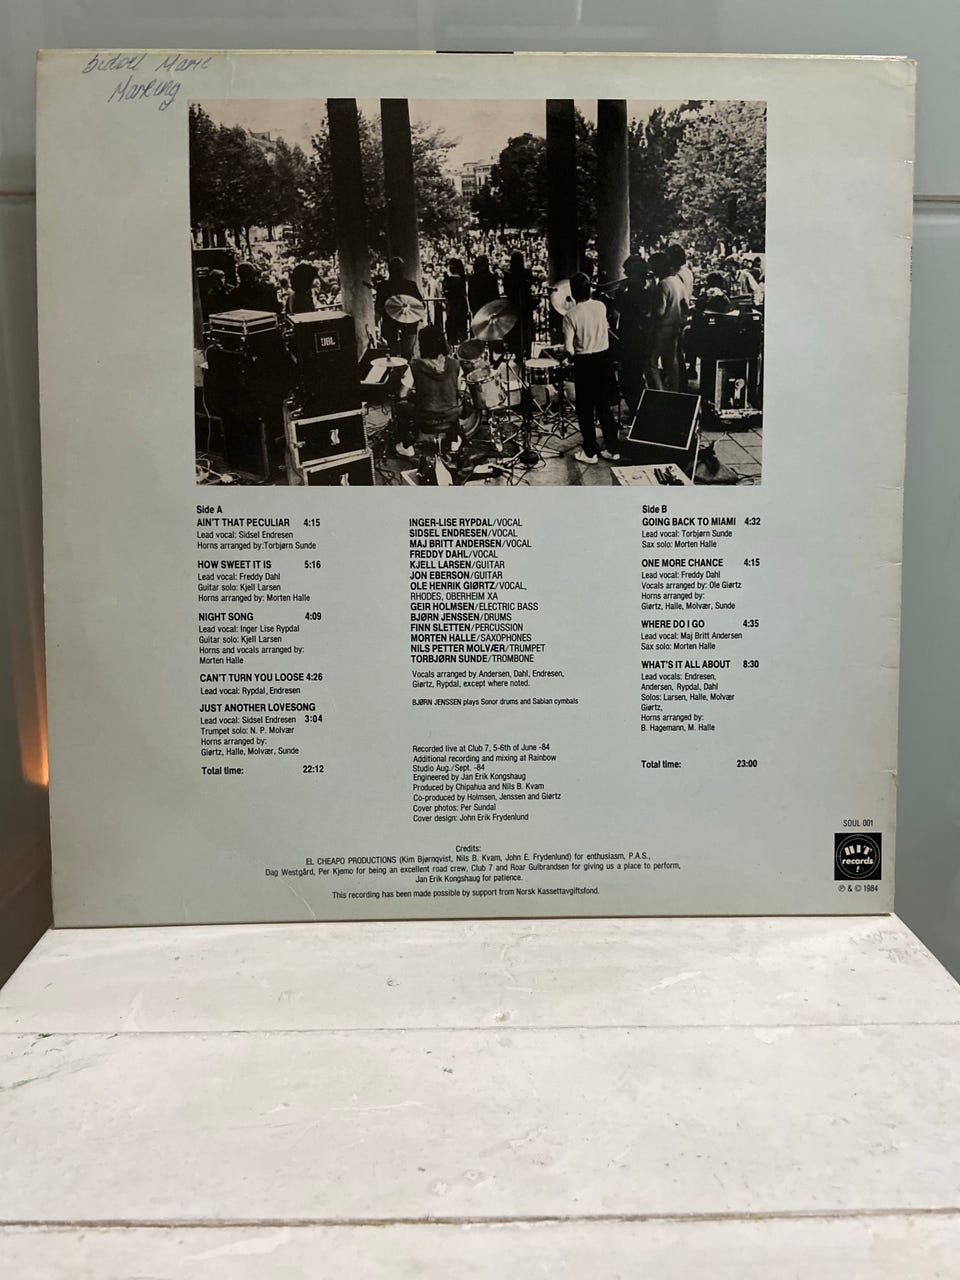 Sidsel Marie
JBL
Side A
AIN'T THAT PECULIAR 4:15
Lead vocal: Sidsel Endresen
Horns arranged by:Torbjørn Sunde
HOW SWEET IT IS 5:16
Lead vocal: Freddy Dahl
Guitar solo: Kjell Larsen
Horns arranged by: Morten Halle
NIGHT SONG 4:09
Lead vocal: Inger Lise Rypdal
Guitar solo: Kjell Larsen
Horns and vocals arranged by:
Morten Halle
CAN'T TURN YOU LOOSE 4:26
Lead vocal: Rypdal, Endresen
JUST ANOTHER LOVESONG
Lead vocal: Sidsel Endresen 3:04
Trumpet solo: N. P. Molvær
Horns arranged by:
Giørtz, Halle, Molvær, Sunde
Total time: 22:12
INGER-LISE RYPDAL/VOCAL
SIDSEL ENDRESEN/VOCAL
MAJ BRITT ANDERSEN/VOCAL
FREDDY DAHL/VOCAL
KJELL LARSEN/GUITAR
JON EBERSON/GUITAR
OLE HENRIK GIØRTZ/VOCAL,
RHODES, OBERHEIM XA
GEIR HOLMSEN/ELECTRIC BASS
BJØRN JENSSEN/DRUMS
FINN SLETTEN/PERCUSSION
MORTEN HALLE/SAXOPHONES
NILS PETTER MOLVÆR/TRUMPET
TORBJØRN SUNDE/TROMBONE
Vocals arranged by Andersen, Dahl, Endresen,
Giørtz, Rypdal, except where noted.
BJØRN JENSSEN plays Sonor drums and Sabian cymbals
Recorded live at Club 7, 5-6th of June -84
Additional recording and mixing at Rainbow
Studio Aug./Sept. -84
Engineered by Jan Erik Kongshaug
Produced by Chipahua and Nils B. Kvam
Co-produced by Holmsen, Jenssen and Giørtz
Cover photos: Per Sundal
Cover design: John Erik Frydenlund
Side B
GOING BACK TO MIAMI 4:32
Lead vocal: Torbjørn Sunde
Sax solo: Morten Halle
ONE MORE CHANCE 4:15
Lead vocal: Freddy Dahl
Vocals arranged by: Ole Giørtz
Horns arranged by:
Giørtz, Halle, Molvær, Sunde
WHERE DO I GO 4:35
Lead vocal: Maj Britt Andersen
Sax solo: Morten Halle
WHAT'S IT ALL ABOUT 8:30
Lead vocals: Endresen,
Andersen, Rypdal, Dahl
Solos: Larsen, Halle, Molvær
Giørtz,
Horns arranged by:
B. Hagemann, M. Halle
Total time: 23:00
Credits:
EL CHEAPO PRODUCTIONS (Kim Bjørnqvist, Nils B. Kvam, John E. Frydenlund) for enthusiasm, P.A.S.,
Dag Westgård, Per Kjemo for being an excellent road crew, Club 7 and Roar Gulbrandsen for giving us a place to perform,
Jan Erik Kongshaug for patience.
This recording has been made possible by support from Norsk Kassettavgiftsfond.
SOUL 001
HIT
records
!
℗ & © 1984